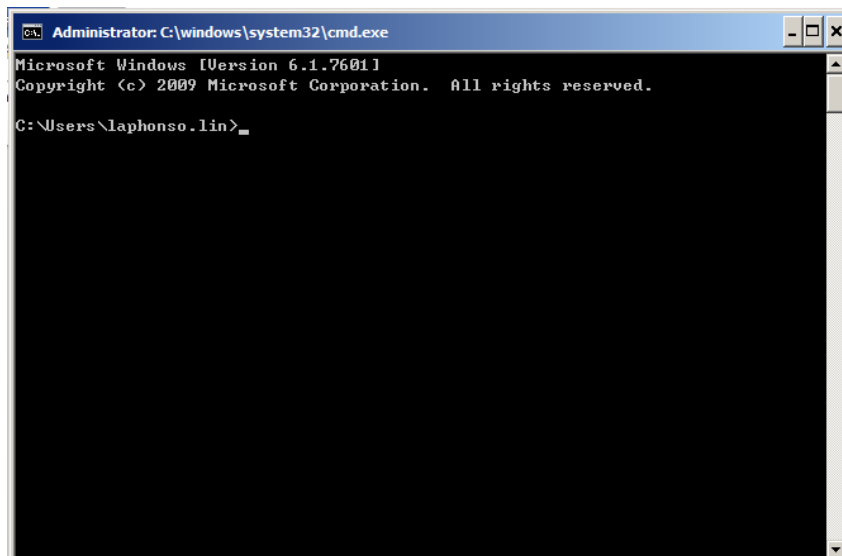 Administrator: C:\windows\system32\cmd.exe
Microsoft Windows [Version 6.1.7601]
Copyright (c) 2009 Microsoft Corporation.  All rights reserved.
C:\Users\laphonso.lin>_